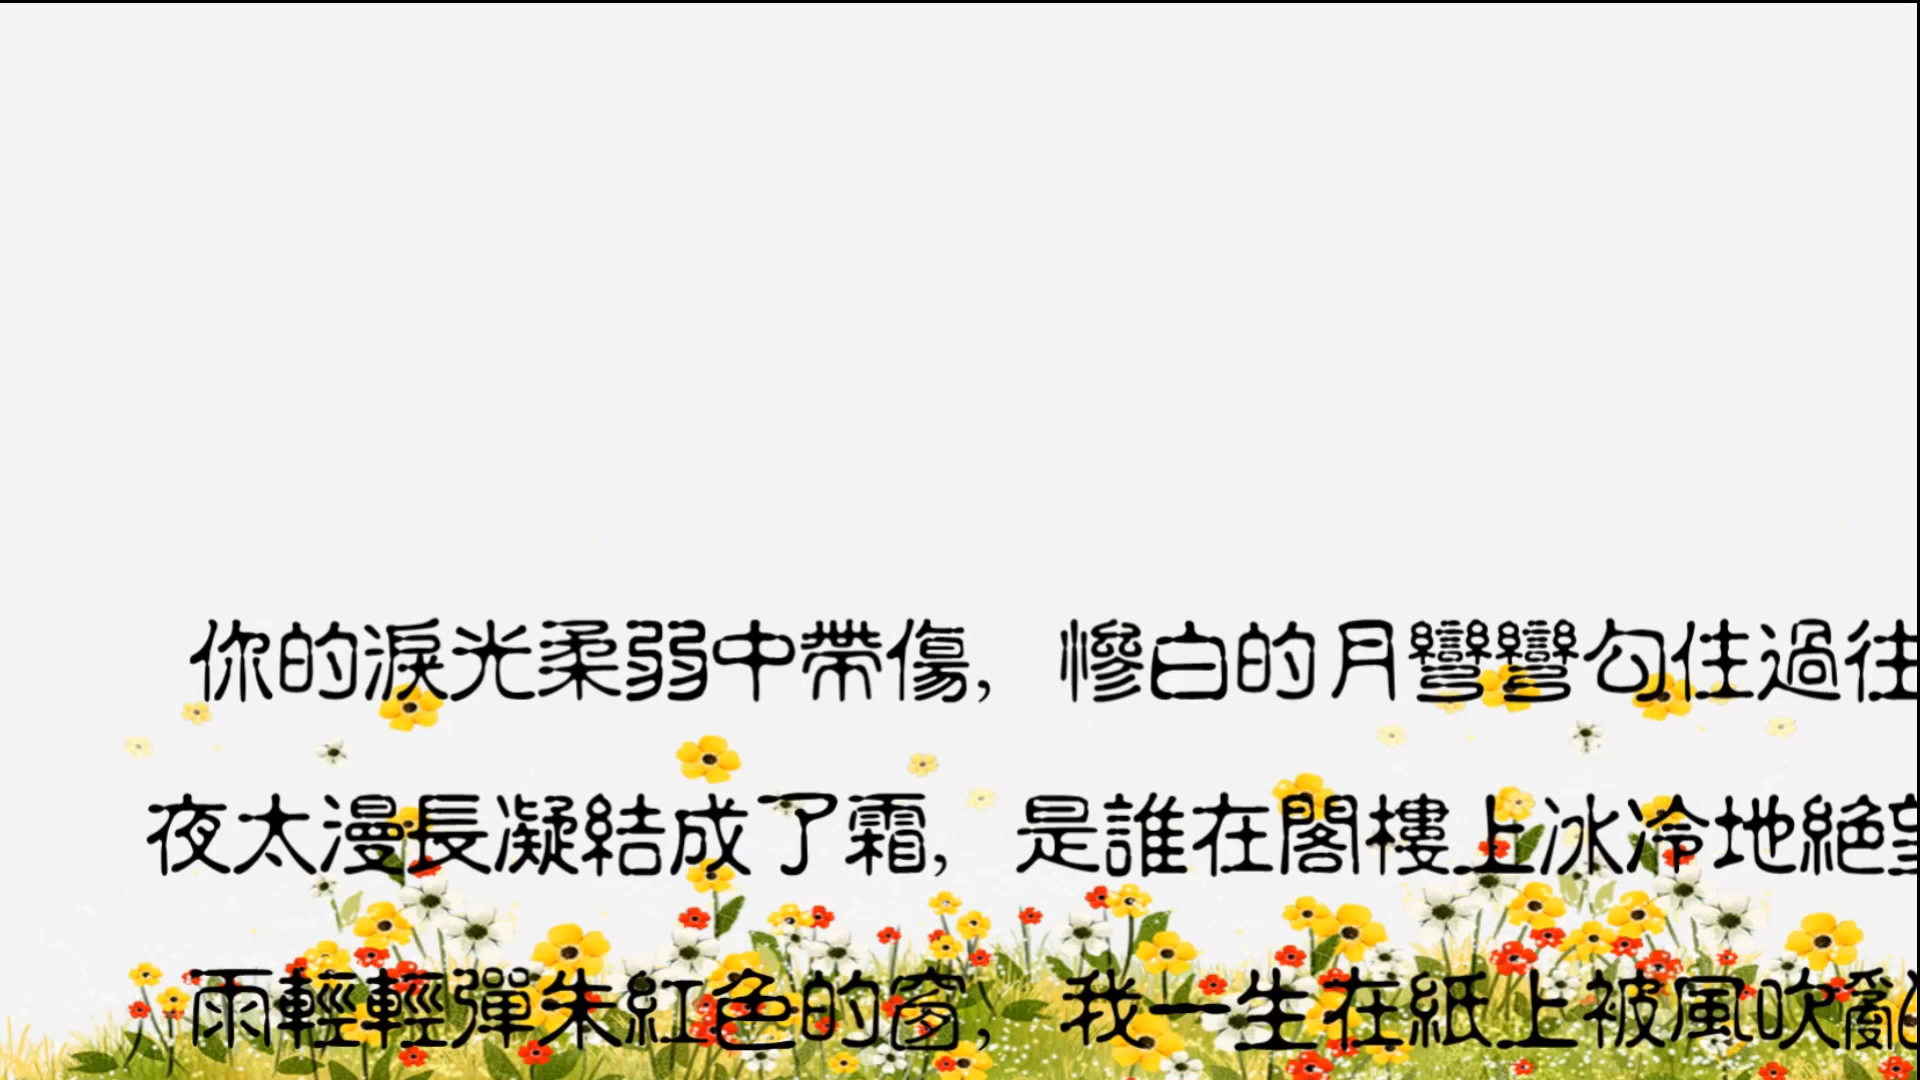 你的淚光柔弱中帶傷,慘白的月彎彎勾住過往
夜太漫長凝結成了霜,是誰在閣樓上冰冷地絕
雨輕輕彈朱紅色的窗,我一生在紙上被風吹亂